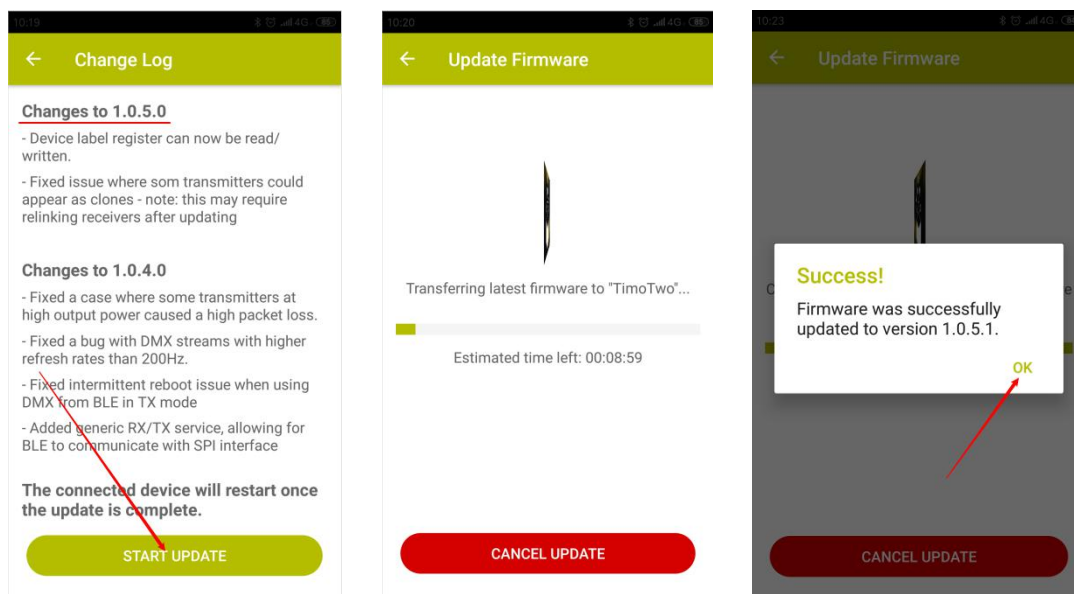 10:19
4G
Change Log
Changes to 1.0.5.0
- Device label register can now be read/
written.
- Fixed issue where som transmitters could
appear as clones - note: this may require
relinking receivers after updating
Changes to 1.0.4.0
- Fixed a case where some transmitters at
high output power caused a high packet loss.
- Fixed a bug with DMX streams with higher
refresh rates than 200Hz.
- Fixed intermittent reboot issue when using
DMX from BLE in TX mode
- Added generic RX/TX service, allowing for
BLE to communicate with SPI interface
The connected device will restart once
the update is complete.
START UPDATE
10:20
4G
Update Firmware
Transferring latest firmware to "TimoTwo"...
Estimated time left: 00:08:59
CANCEL UPDATE
10:23
4G
Update Firmware
Success!
Firmware was successfully
updated to version 1.0.5.1.
OK
CANCEL UPDATE